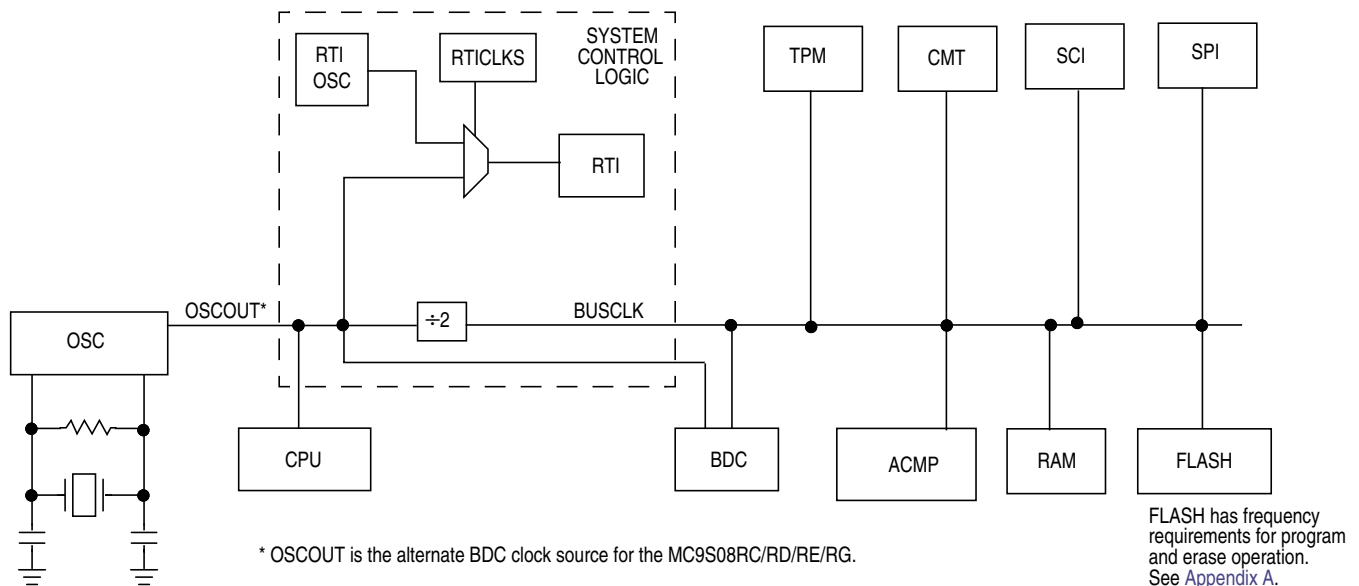 SYSTEM
CONTROL
LOGIC
RTI
OSC
RTICLKS
RTI
TPM
CMT
SCI
SPI
OSCOUT*
÷2
BUSCLK
OSC
CPU
BDC
ACMP
RAM
FLASH
FLASH has frequency
requirements for program
and erase operation.
See Appendix A.
* OSCOUT is the alternate BDC clock source for the MC9S08RC/RD/RE/RG.